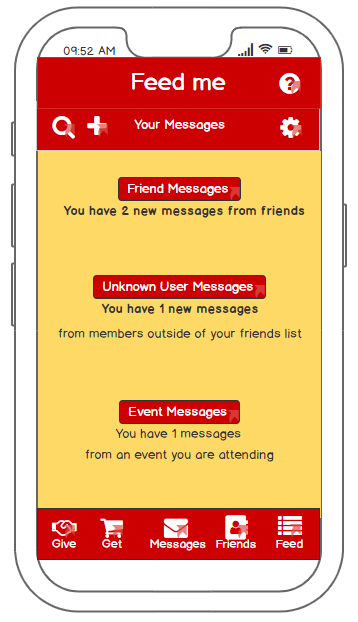 09:52 AM
Feed me
?
Your Messages
Friend Messages
You have 2 new messages from friends
Unknown User Messages
You have 1 new messages
from members outside of your friends list
Event Messages
You have 1 messages
from an event you are attending
Give Get Messages Friends Feed